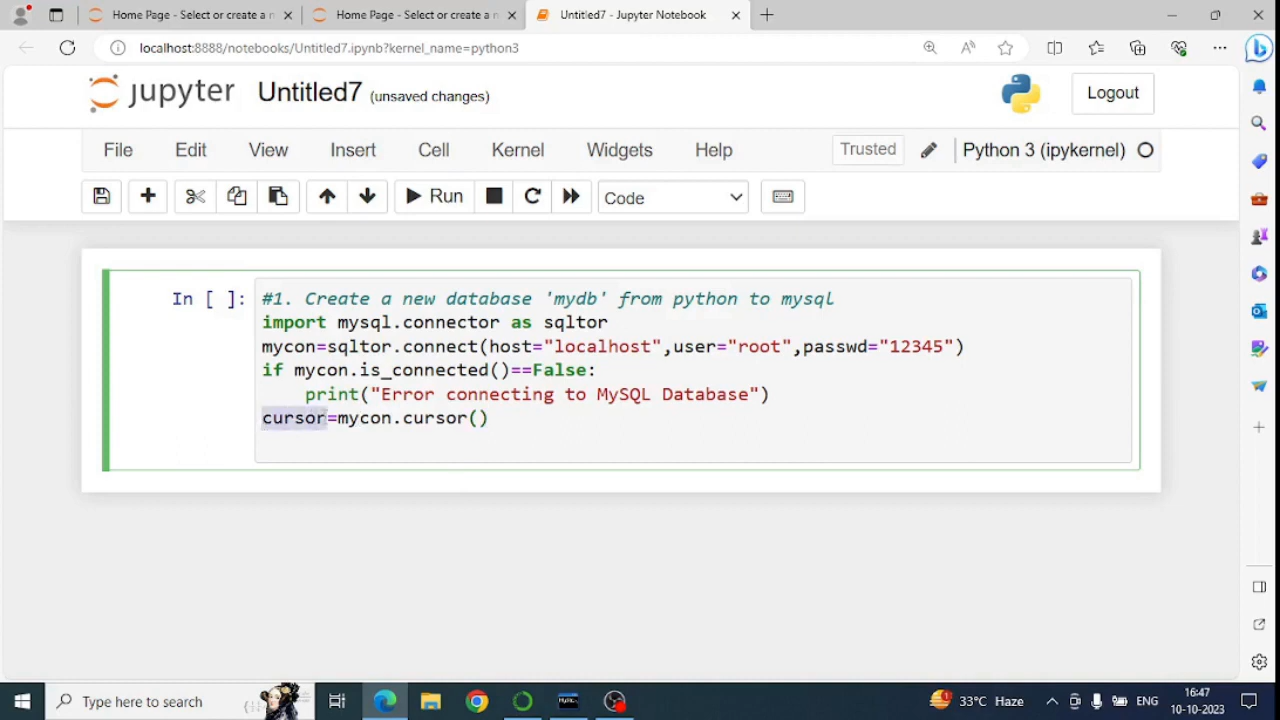 Home Page - Select or create a n
Home Page - Select or create a n
Untitled7 - Jupyter Notebook
localhost:8888/notebooks/Untitled7.ipynb?kernel_name=python3
jupyter Untitled7 (unsaved changes)
Logout
File Edit View Insert Cell Kernel Widgets Help
Trusted
Python 3 (ipykernel)
Run
Code
In [ ]:
#1. Create a new database 'mydb' from python to mysql
import mysql.connector as sqltor
mycon=sqltor.connect(host="localhost",user="root",passwd="12345")
if mycon.is_connected()==False:
    print("Error connecting to MySQL Database")
cursor=mycon.cursor()
Type here to search
33°C Haze
ENG
16:47
10-10-2023